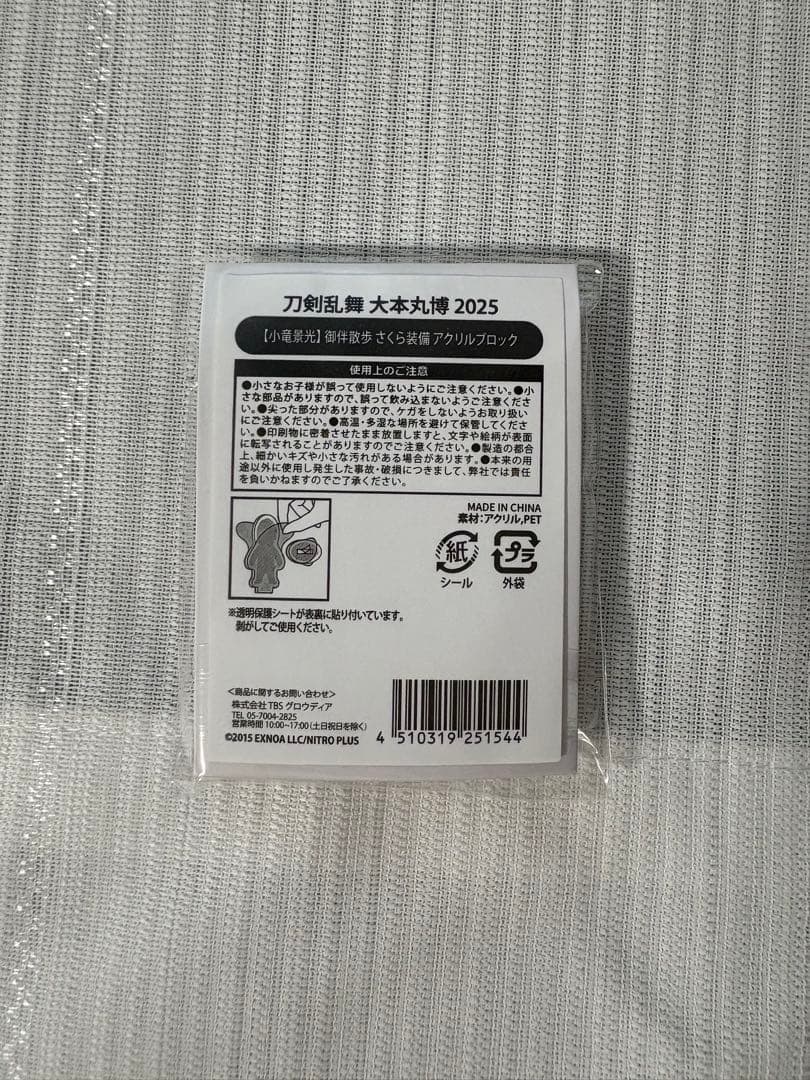 刀剣乱舞 大本丸博 2025
【小竜景光】御伴散歩 さくら装備 アクリルブロック
使用上のご注意
●小さなお子様が誤って使用しないようにご注意ください。●小
さな部品がありますので、誤って飲み込まないようご注意くださ
い。●尖った部分がありますので、ケガをしないようお取り扱い
にご注意ください。●高温・多湿な場所を避けて保管してくださ
い。●印刷物に密着させたまま放置しますと、文字や絵柄が表面
に転写されることがありますのでご注意ください。●製造の都合
上、細かいキズや小さな汚れがある場合があります。●本来の用
途以外に使用し発生した事故・破損につきまして、弊社では責任
を負いかねますのでご了承ください。
MADE IN CHINA
素材：アクリル,PET
紙 プラ
シール 外袋
※透明保護シートが表裏に貼り付いています。
剥がしてご使用ください。
<商品に関するお問い合わせ>
株式会社 TBS グロウディア
TEL 05-7004-2825
営業時間 10:00~17:00（土日祝日を除く）
©2015 EXNOA LLC/NITRO PLUS
4 510319 251544